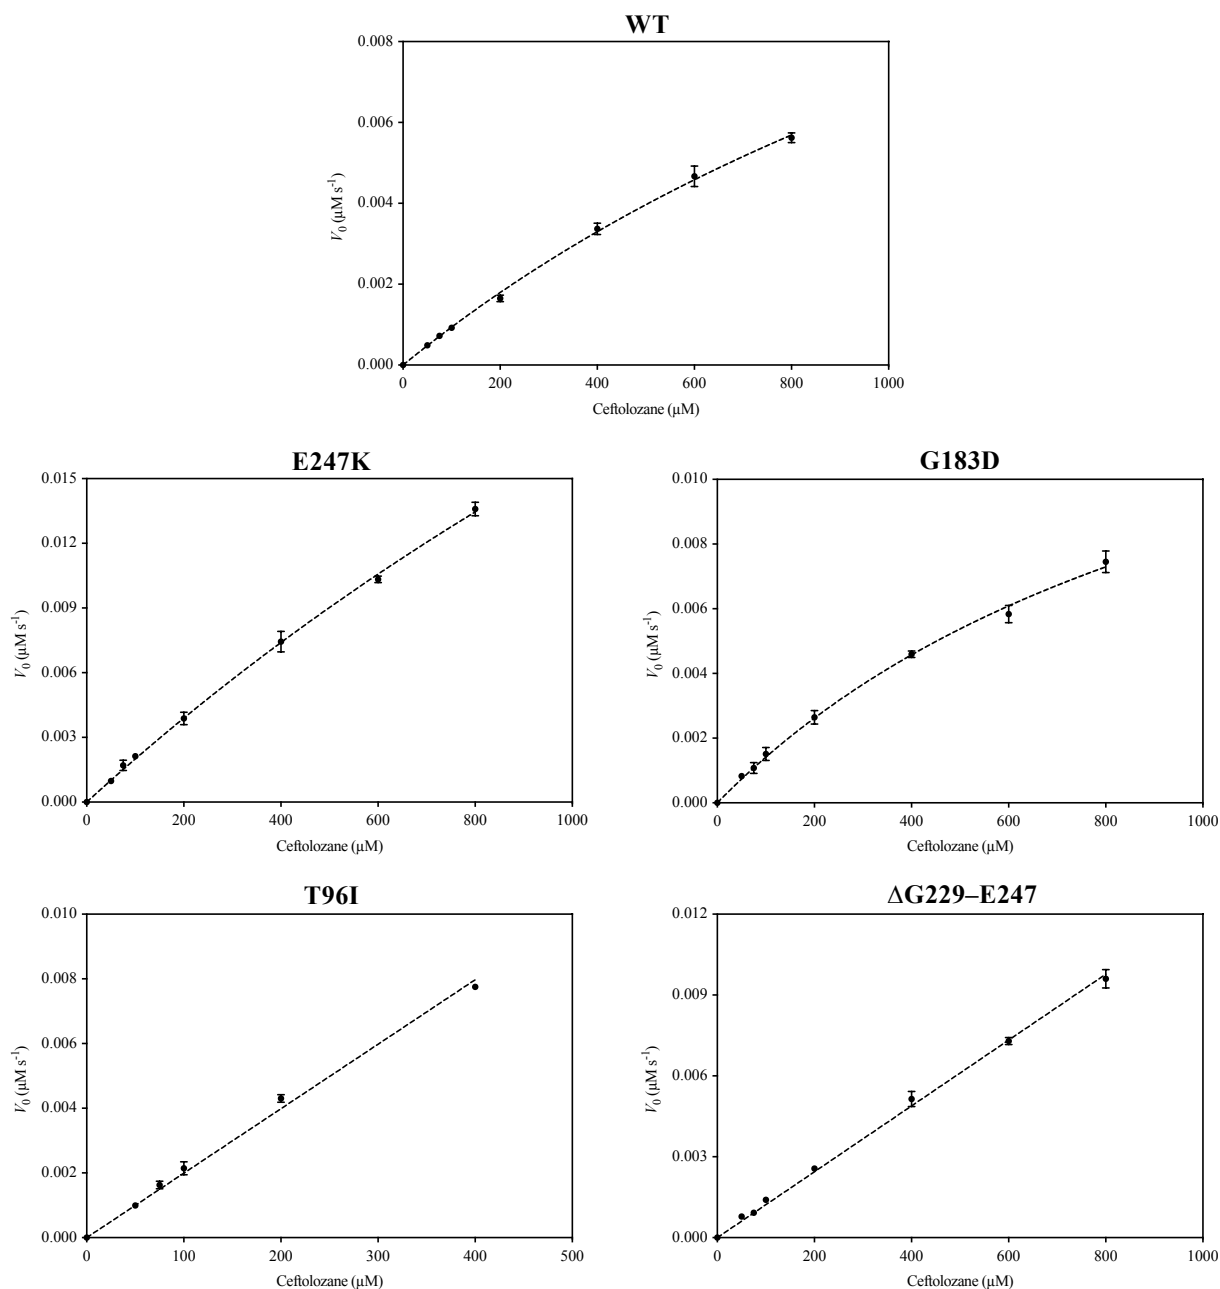 WT
0.008
0.006
0.004
0.002
0.000
V0 (µM s-1)
0 200 400 600 800 1000
Ceftolozane (µM)
E247K
0.015
0.012
0.009
0.006
0.003
0.000
V0 (µM s-1)
0 200 400 600 800 1000
Ceftolozane (µM)
G183D
0.010
0.008
0.006
0.004
0.002
0.000
V0 (µM s-1)
0 200 400 600 800 1000
Ceftolozane (µM)
T96I
0.010
0.008
0.006
0.004
0.002
0.000
V0 (µM s-1)
0 100 200 300 400 500
Ceftolozane (µM)
ΔG229–E247
0.012
0.009
0.006
0.003
0.000
V0 (µM s-1)
0 200 400 600 800 1000
Ceftolozane (µM)